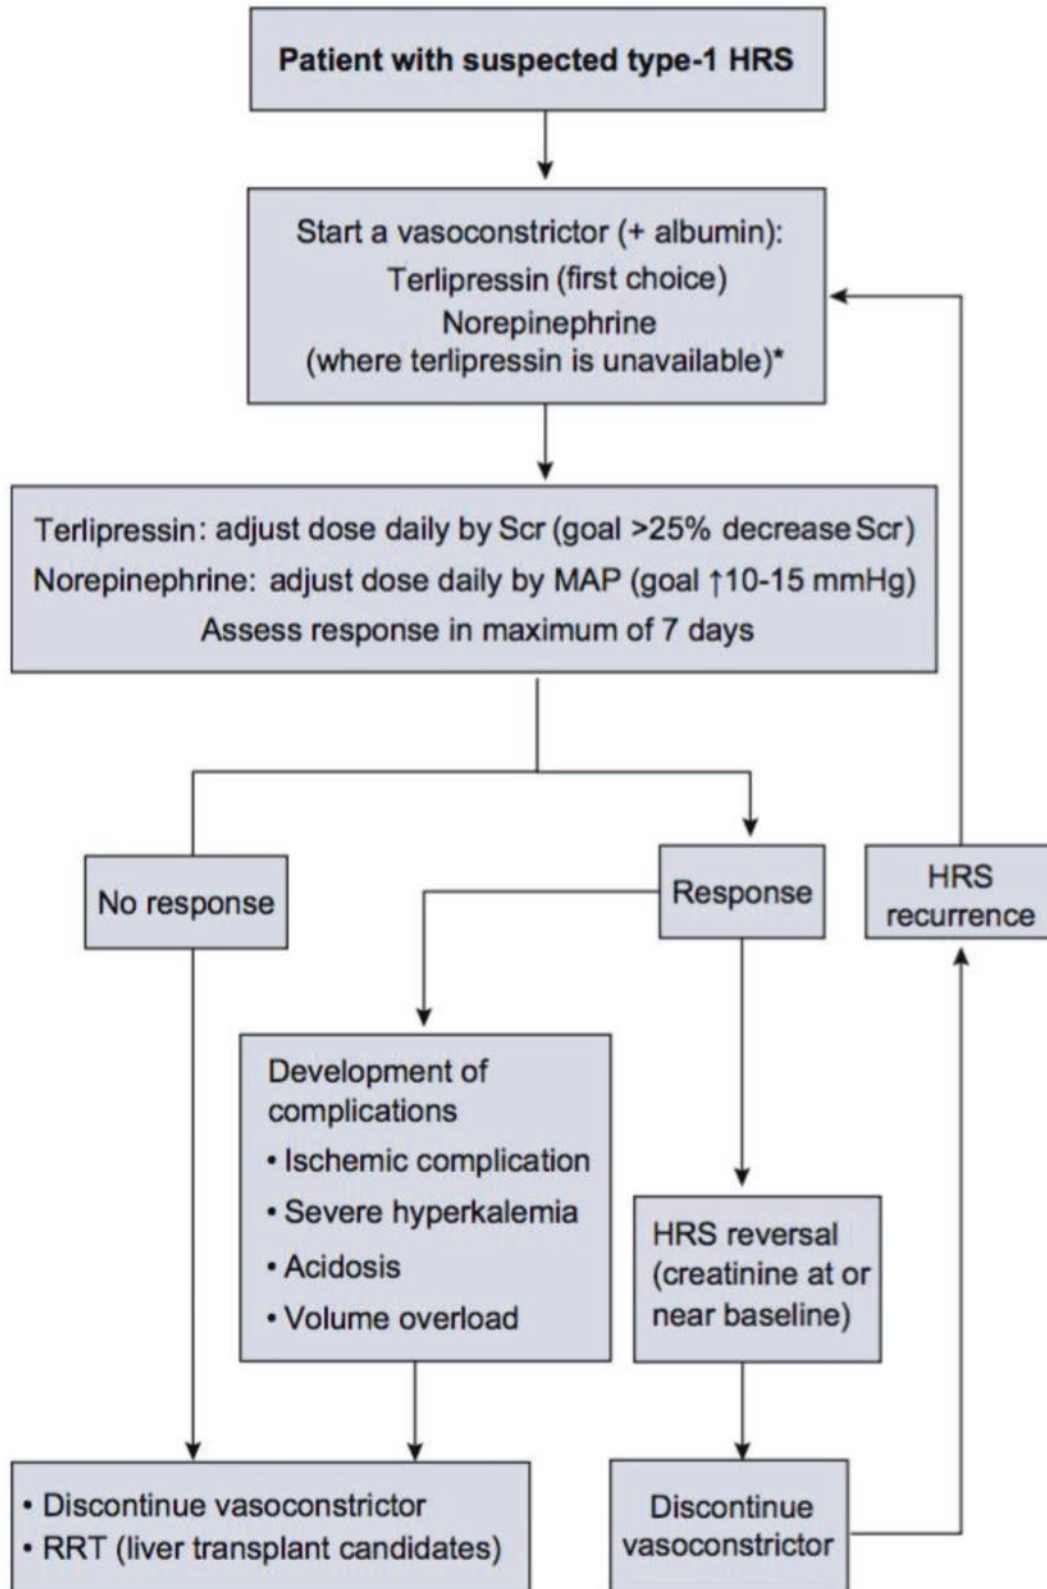 Patient with suspected type-1 HRS
Start a vasoconstrictor (+ albumin):
Terlipressin (first choice)
Norepinephrine
(where terlipressin is unavailable)*
Terlipressin: adjust dose daily by Scr (goal >25% decrease Scr)
Norepinephrine: adjust dose daily by MAP (goal ↑10-15 mmHg)
Assess response in maximum of 7 days
No response
Response
HRS
recurrence
Development of
complications
• Ischemic complication
• Severe hyperkalemia
• Acidosis
• Volume overload
HRS reversal
(creatinine at or
near baseline)
• Discontinue vasoconstrictor
• RRT (liver transplant candidates)
Discontinue
vasoconstrictor